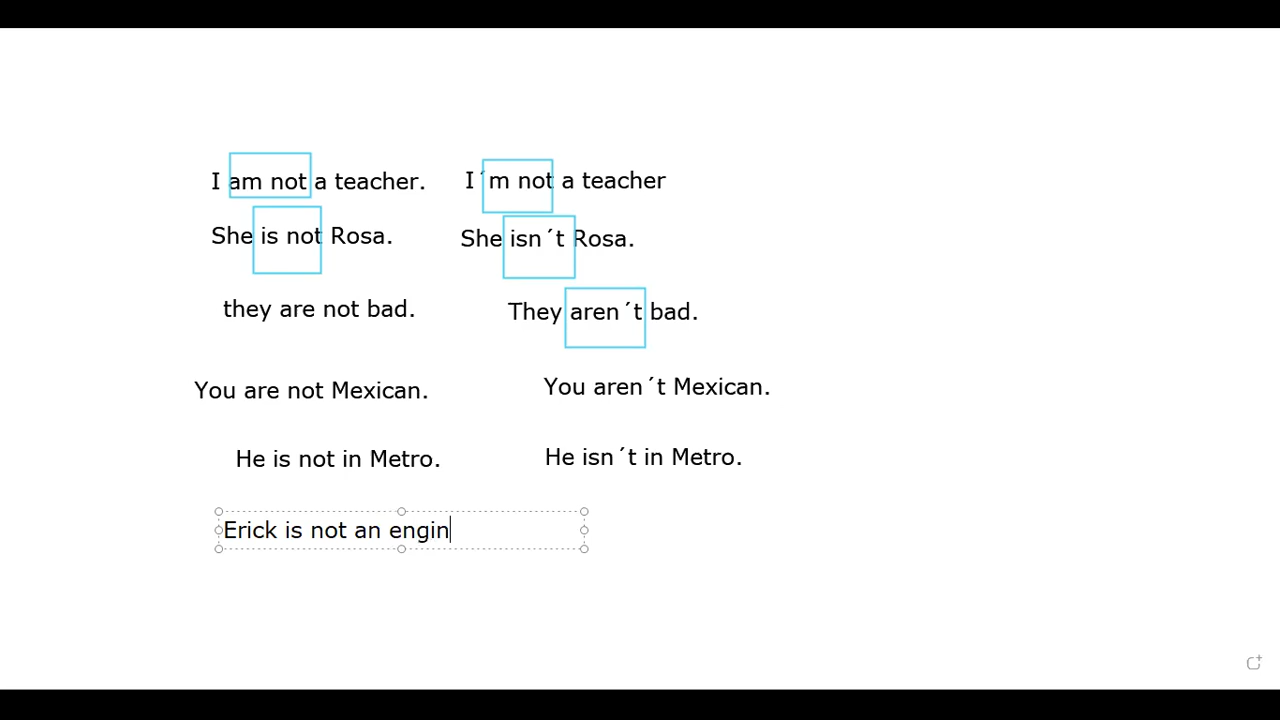 I am not a teacher. I ´m not a teacher
She is not Rosa. She isn´t Rosa.
they are not bad. They aren´t bad.
You are not Mexican. You aren´t Mexican.
He is not in Metro. He isn´t in Metro.
Erick is not an engin